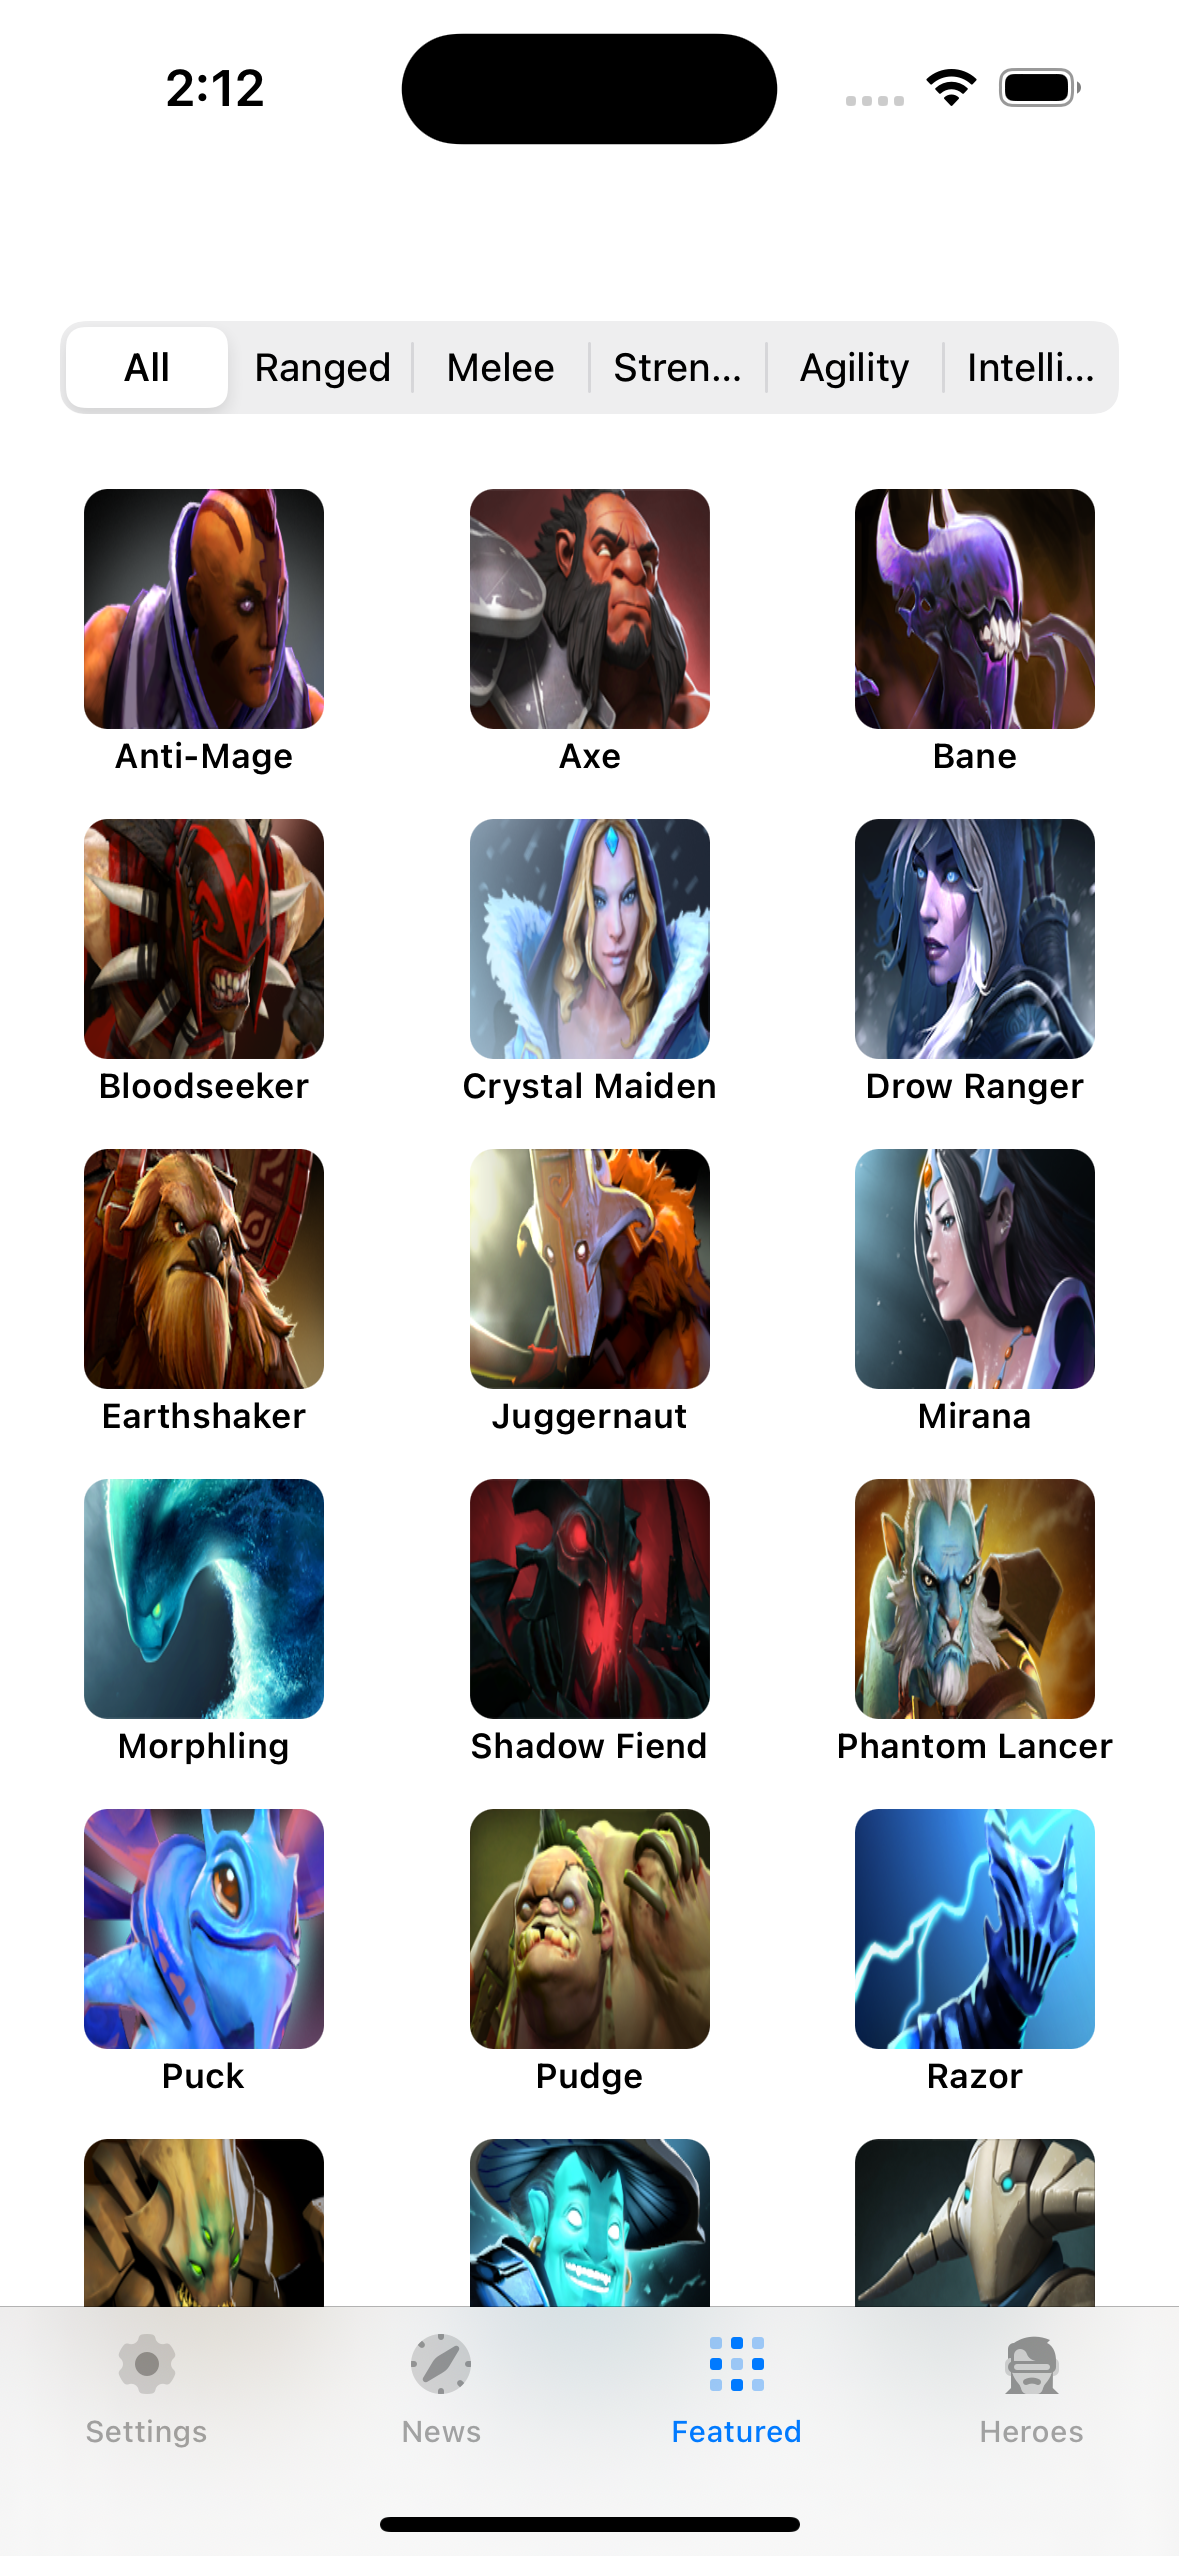 2:12
All Ranged Melee Stren... Agility Intelli...
Anti-Mage Axe Bane
Bloodseeker Crystal Maiden Drow Ranger
Earthshaker Juggernaut Mirana
Morphling Shadow Fiend Phantom Lancer
Puck Pudge Razor
Settings News Featured Heroes